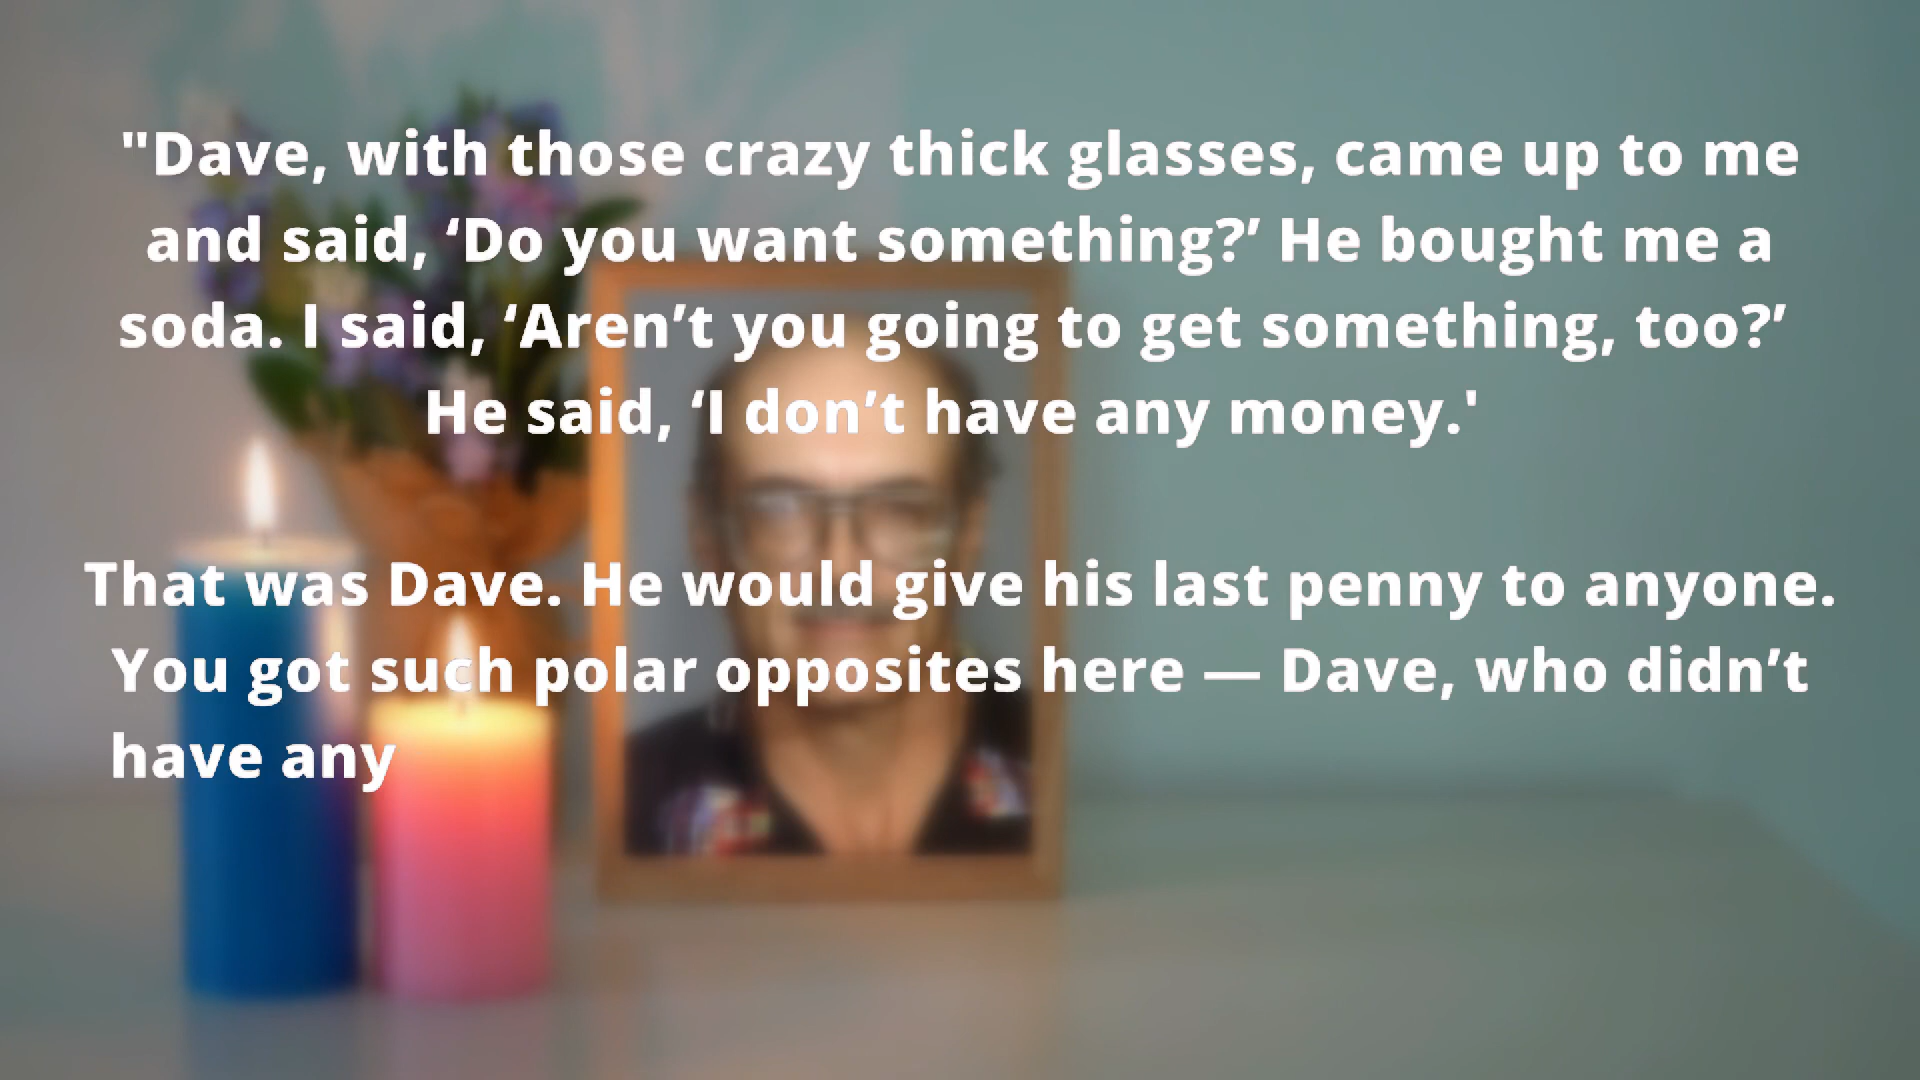 "Dave, with those crazy thick glasses, came up to me
and said, ‘Do you want something?’ He bought me a
soda. I said, ‘Aren’t you going to get something, too?’
He said, ‘I don’t have any money.'
That was Dave. He would give his last penny to anyone.
You got such polar opposites here — Dave, who didn’t
have any